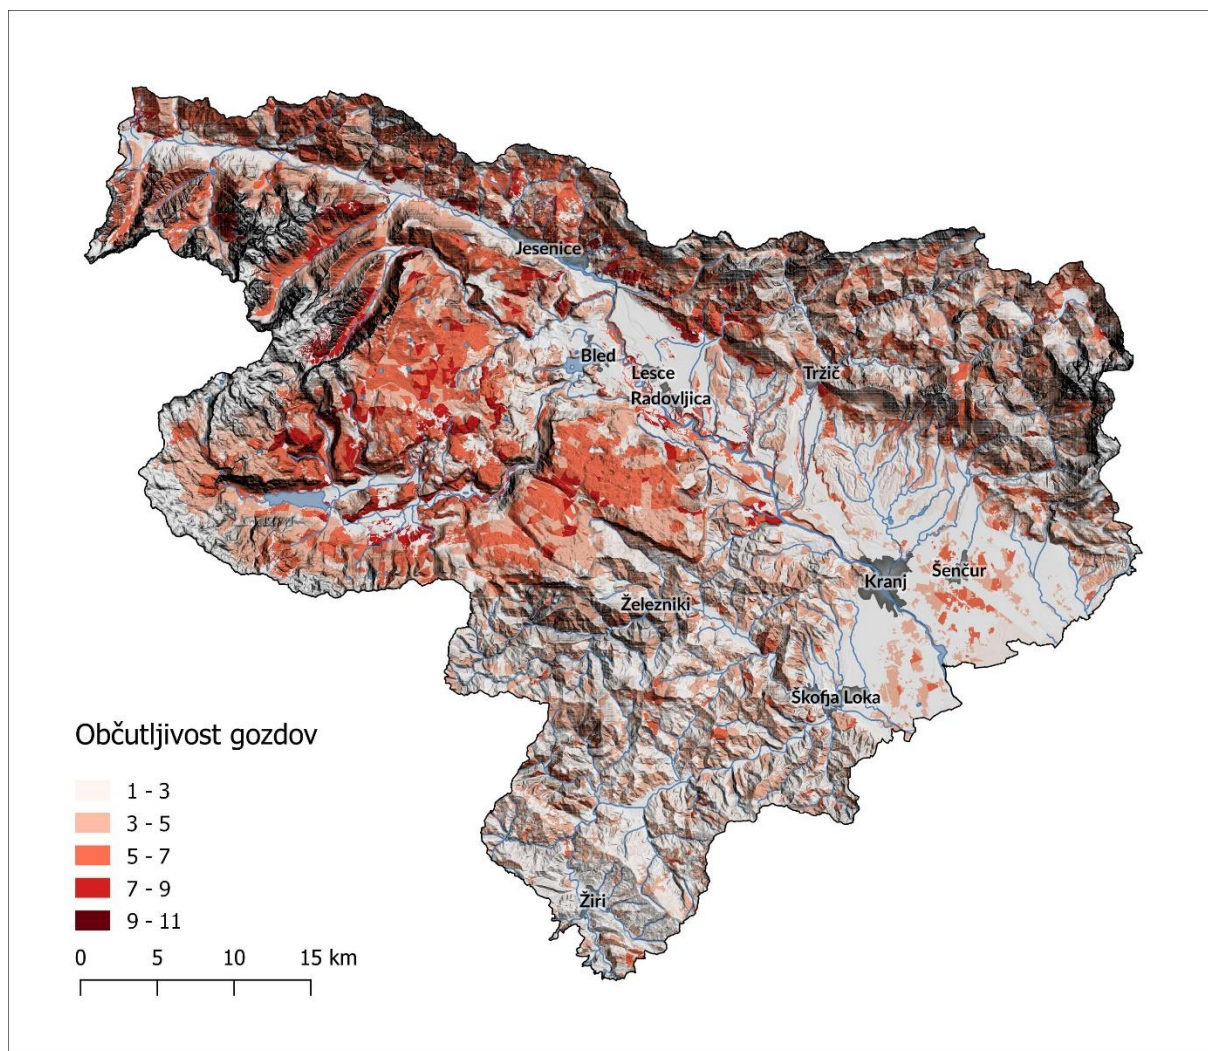 Jesenice
Bled
Lesce
Tržič
Radovljica
Kranj
Šenčur
Železniki
Škofja Loka
Žiri
Občutljivost gozdov
1 - 3
3 - 5
5 - 7
7 - 9
9 - 11
0 5 10 15 km